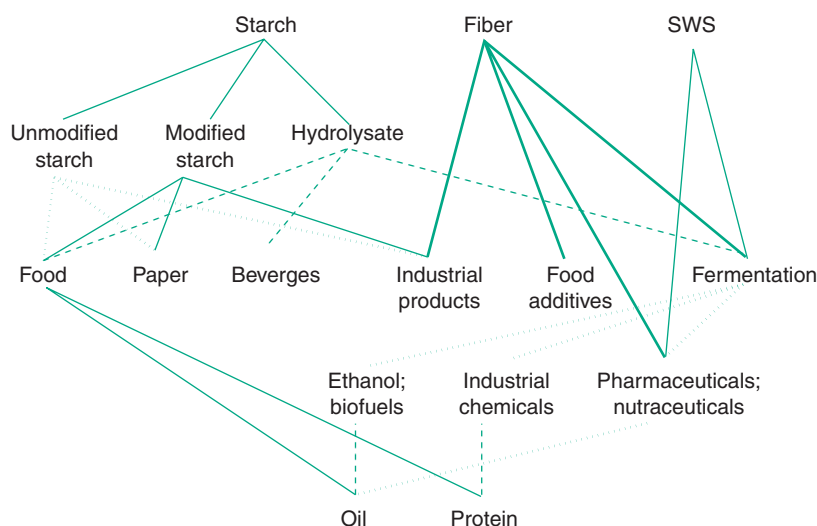 Starch
Fiber
SWS
Unmodified
starch
Modified
starch
Hydrolysate
Food
Paper
Beverges
Industrial
products
Food
additives
Fermentation
Ethanol;
biofuels
Industrial
chemicals
Pharmaceuticals;
nutraceuticals
Oil
Protein